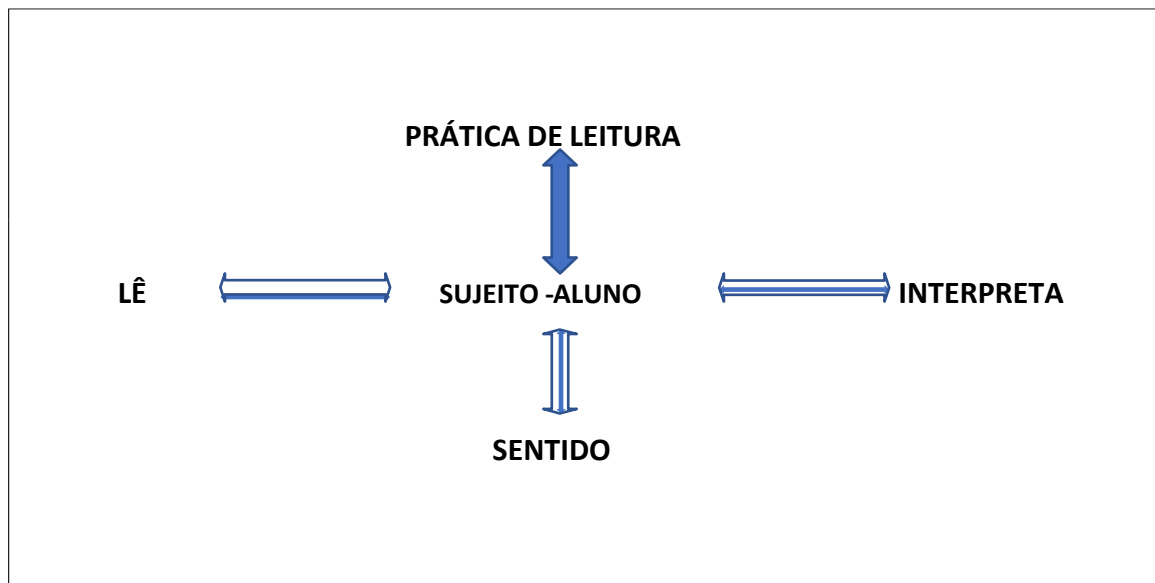 PRÁTICA DE LEITURA
LÊ
SUJEITO -ALUNO
INTERPRETA
SENTIDO